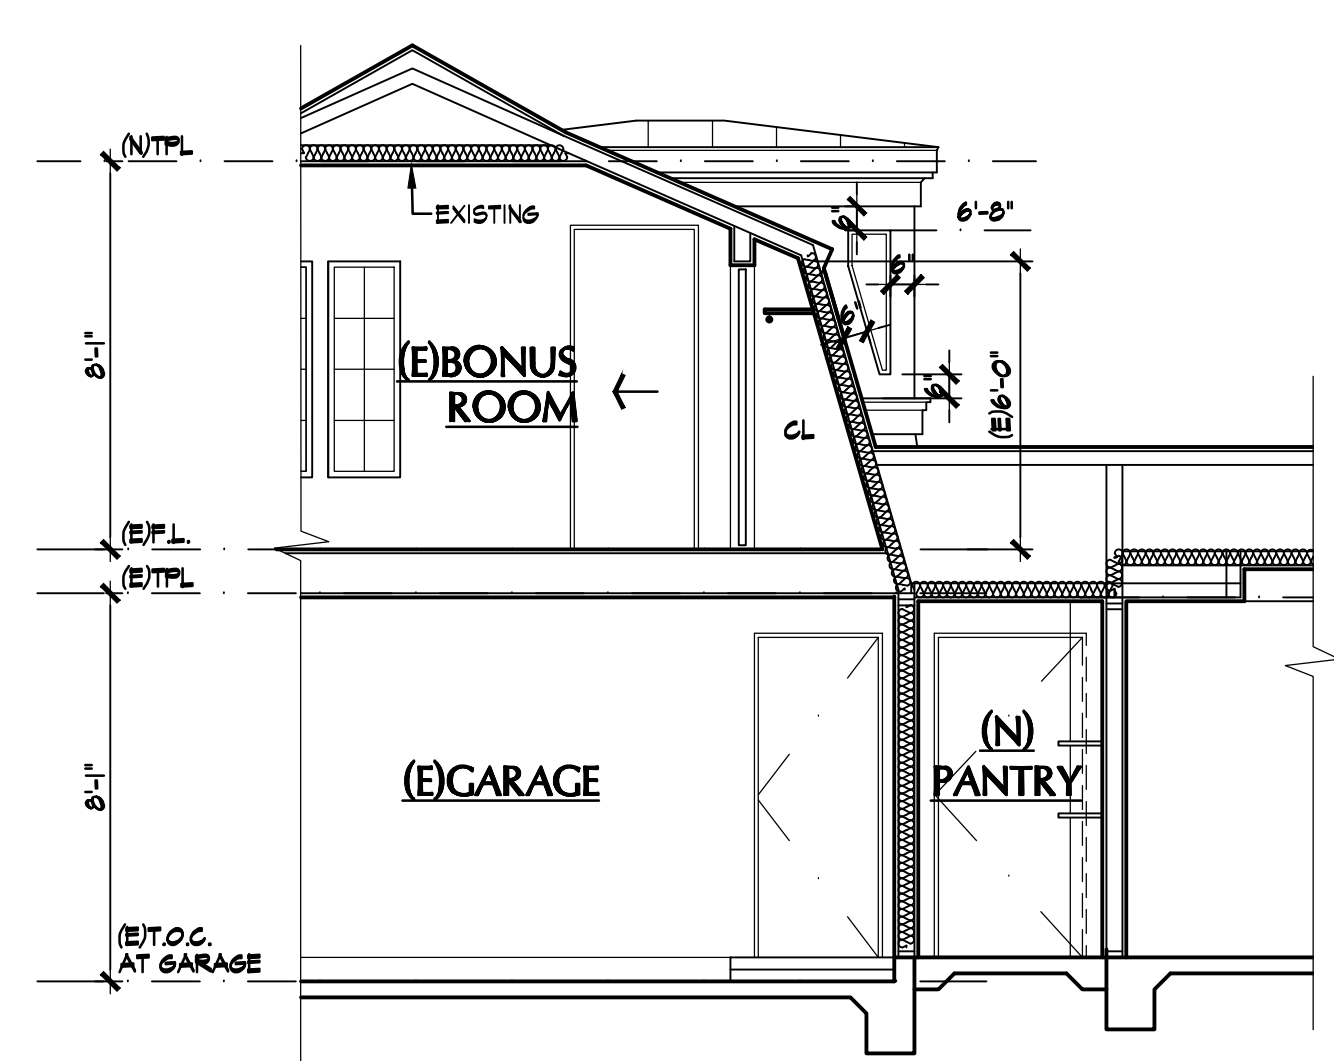 (N)TPL
EXISTING
6"
6'-8"
6"
6"
8'-1"
(E)BONUS
ROOM
6"
(E)6'-0"
CL
(E)F.L.
(E)TPL
(N)
PANTRY
(E)GARAGE
8'-1"
(E)T.O.C.
AT GARAGE